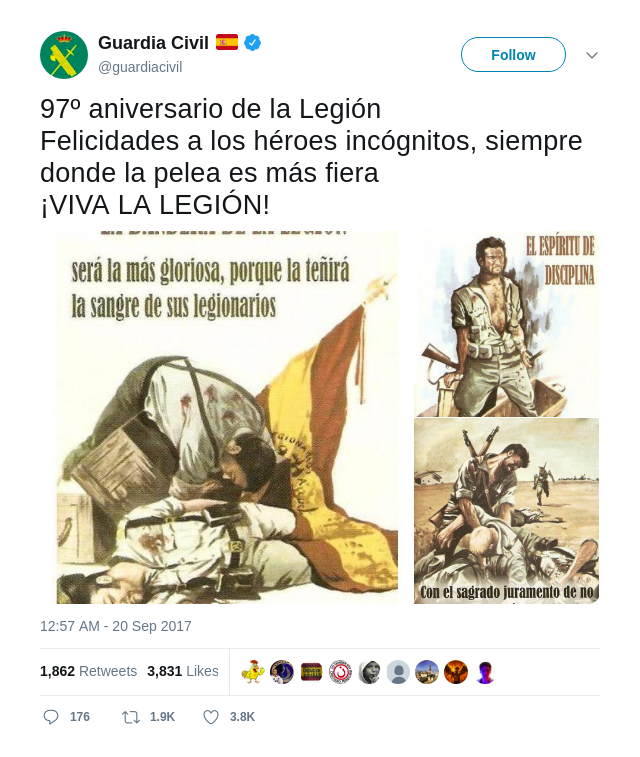 Guardia Civil
@guardiacivil
Follow
97º aniversario de la Legión
Felicidades a los héroes incógnitos, siempre
donde la pelea es más fiera
¡VIVA LA LEGIÓN!
será la más gloriosa, porque la teñirá
la sangre de sus legionarios
EL ESPÍRITU DE
DISCIPLINA
Con el sagrado juramento de no
12:57 AM - 20 Sep 2017
1,862 Retweets 3,831 Likes
176 1.9K 3.8K